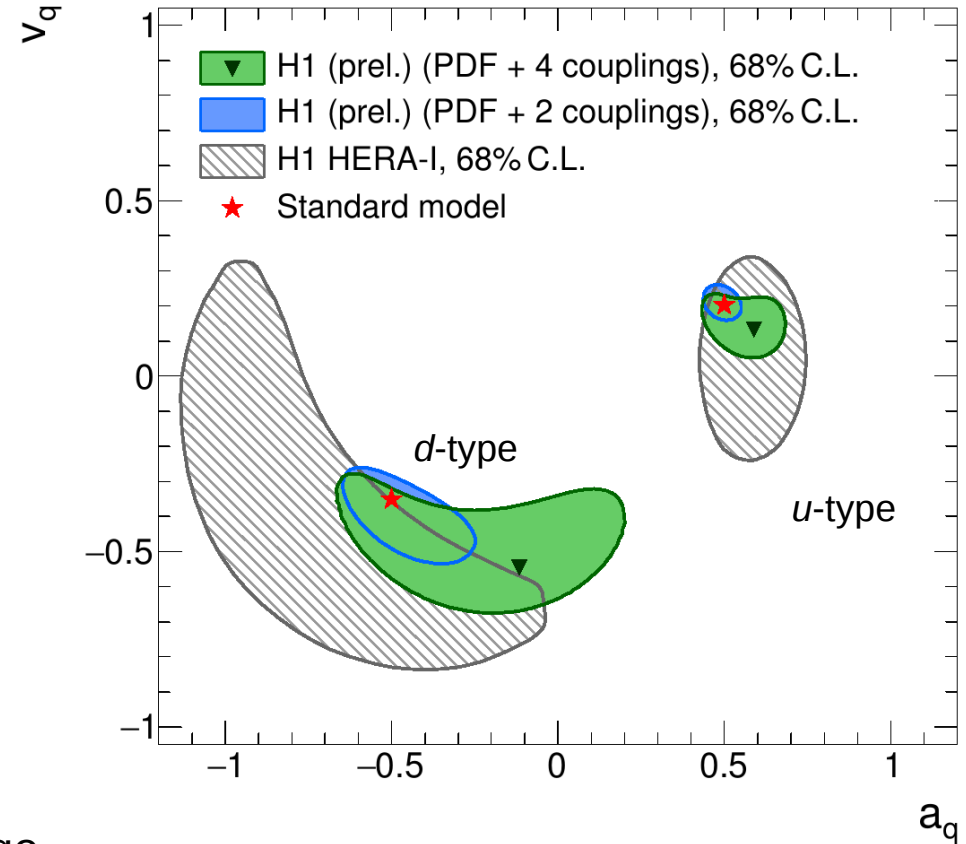 v_q
1
H1 (prel.) (PDF + 4 couplings), 68% C.L.
H1 (prel.) (PDF + 2 couplings), 68% C.L.
H1 HERA-I, 68% C.L.
Standard model
0.5
0
d-type
u-type
−0.5
−1
−1 −0.5 0 0.5 1
a_q